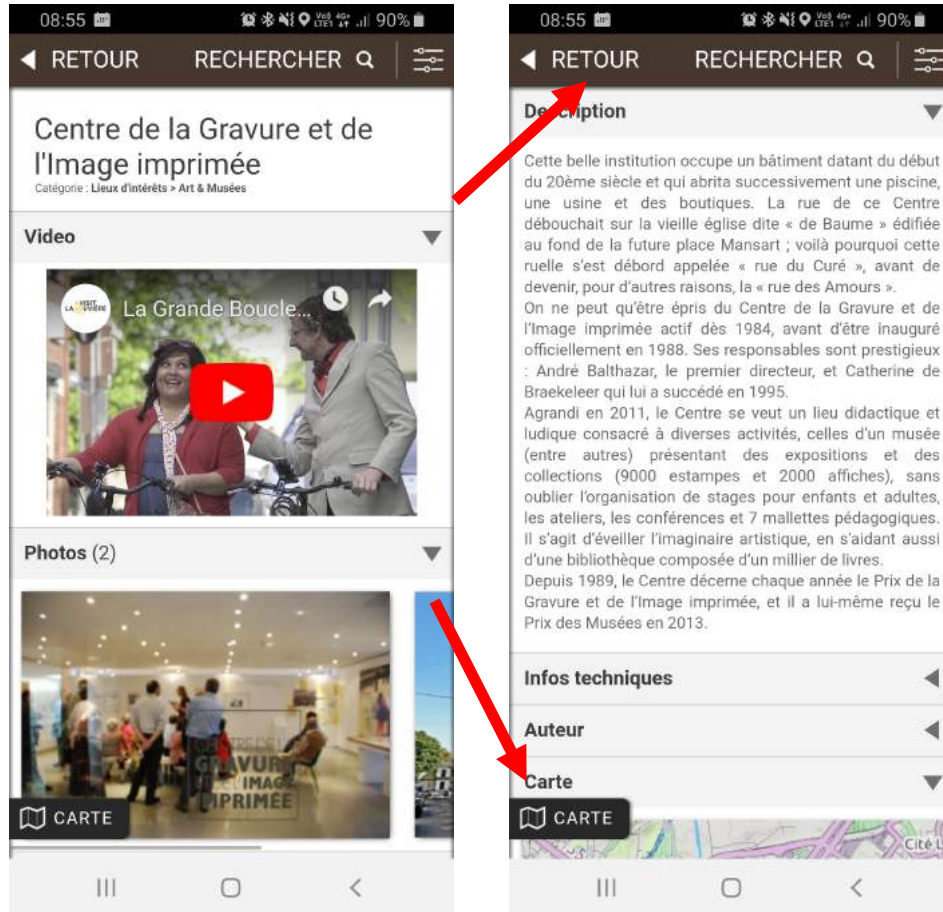 08:55
90%
RETOUR
RECHERCHER
Centre de la Gravure et de
l'Image imprimée
Catégorie : Lieux d'intérêts > Art & Musées
Video
VISIT
LA LOUVIÈRE
La Grande Boucle...
Photos (2)
CENTRE DE LA
GRAVURE
DE L'IMAGE
IMPRIMÉE
CARTE
08:55
90%
RETOUR
RECHERCHER
Description
Cette belle institution occupe un bâtiment datant du début
du 20ème siècle et qui abrita successivement une piscine,
une usine et des boutiques. La rue de ce Centre
débouchait sur la vieille église dite « de Baume » édifiée
au fond de la future place Mansart ; voilà pourquoi cette
ruelle s'est débord appelée « rue du Curé », avant de
devenir, pour d'autres raisons, la « rue des Amours ».
On ne peut qu'être épris du Centre de la Gravure et de
l'Image imprimée actif dès 1984, avant d'être inauguré
officiellement en 1988. Ses responsables sont prestigieux
: André Balthazar, le premier directeur, et Catherine de
Braekeleer qui lui a succédé en 1995.
Agrandi en 2011, le Centre se veut un lieu didactique et
ludique consacré à diverses activités, celles d'un musée
(entre autres) présentant des expositions et des
collections (9000 estampes et 2000 affiches), sans
oublier l'organisation de stages pour enfants et adultes,
les ateliers, les conférences et 7 mallettes pédagogiques.
Il s'agit d'éveiller l'imaginaire artistique, en s'aidant aussi
d'une bibliothèque composée d'un millier de livres.
Depuis 1989, le Centre décerne chaque année le Prix de la
Gravure et de l'Image imprimée, et il a lui-même reçu le
Prix des Musées en 2013.
Infos techniques
Auteur
Carte
CARTE
Cité L